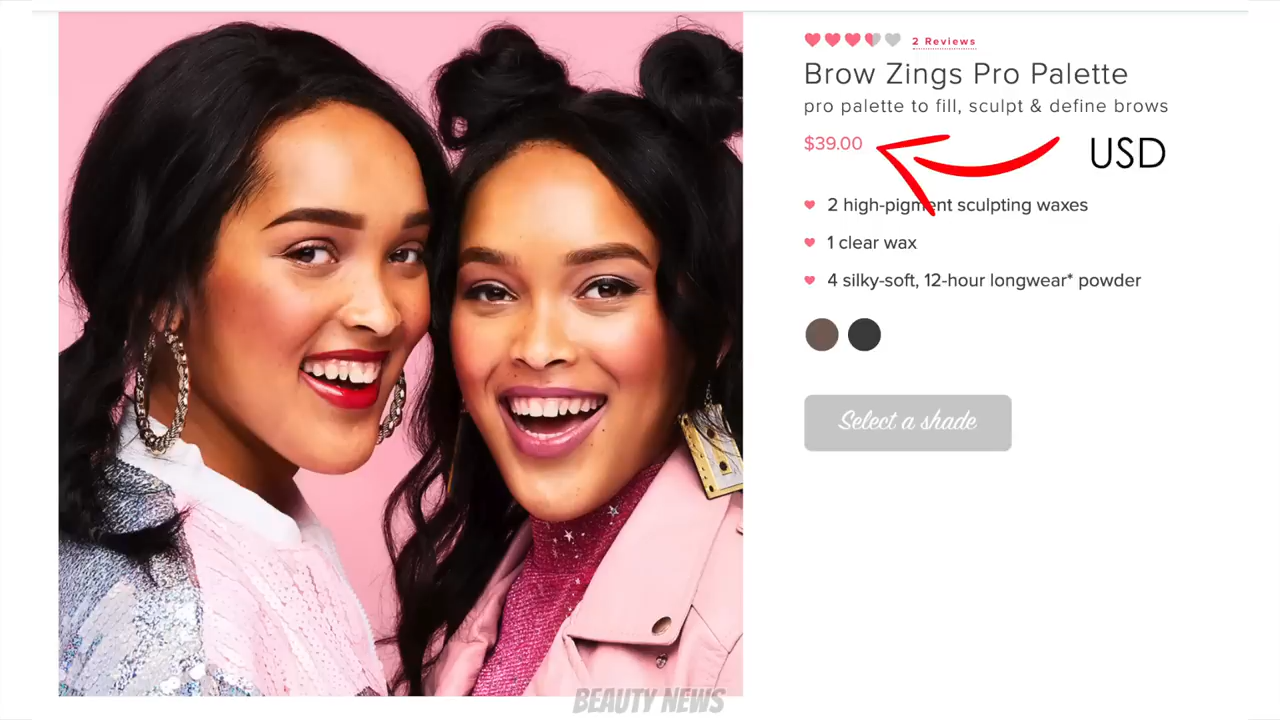 2 Reviews
Brow Zings Pro Palette
pro palette to fill, sculpt & define brows
$39.00
USD
2 high-pigment sculpting waxes
1 clear wax
4 silky-soft, 12-hour longwear* powder
Select a shade
BEAUTY NEWS